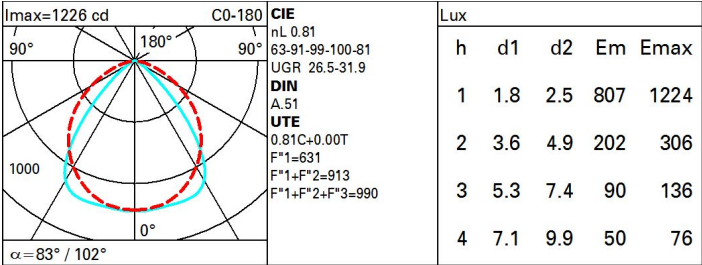 Imax=1226 cd C0-180
90° 180° 90°
1000
0°
α=83° / 102°
CIE
nL 0.81
63-91-99-100-81
UGR 26.5-31.9
DIN
A.51
UTE
0.81C+0.00T
F"1=631
F"1+F"2=913
F"1+F"2+F"3=990
Lux
h d1 d2 Em Emax
1 1.8 2.5 807 1224
2 3.6 4.9 202 306
3 5.3 7.4 90 136
4 7.1 9.9 50 76